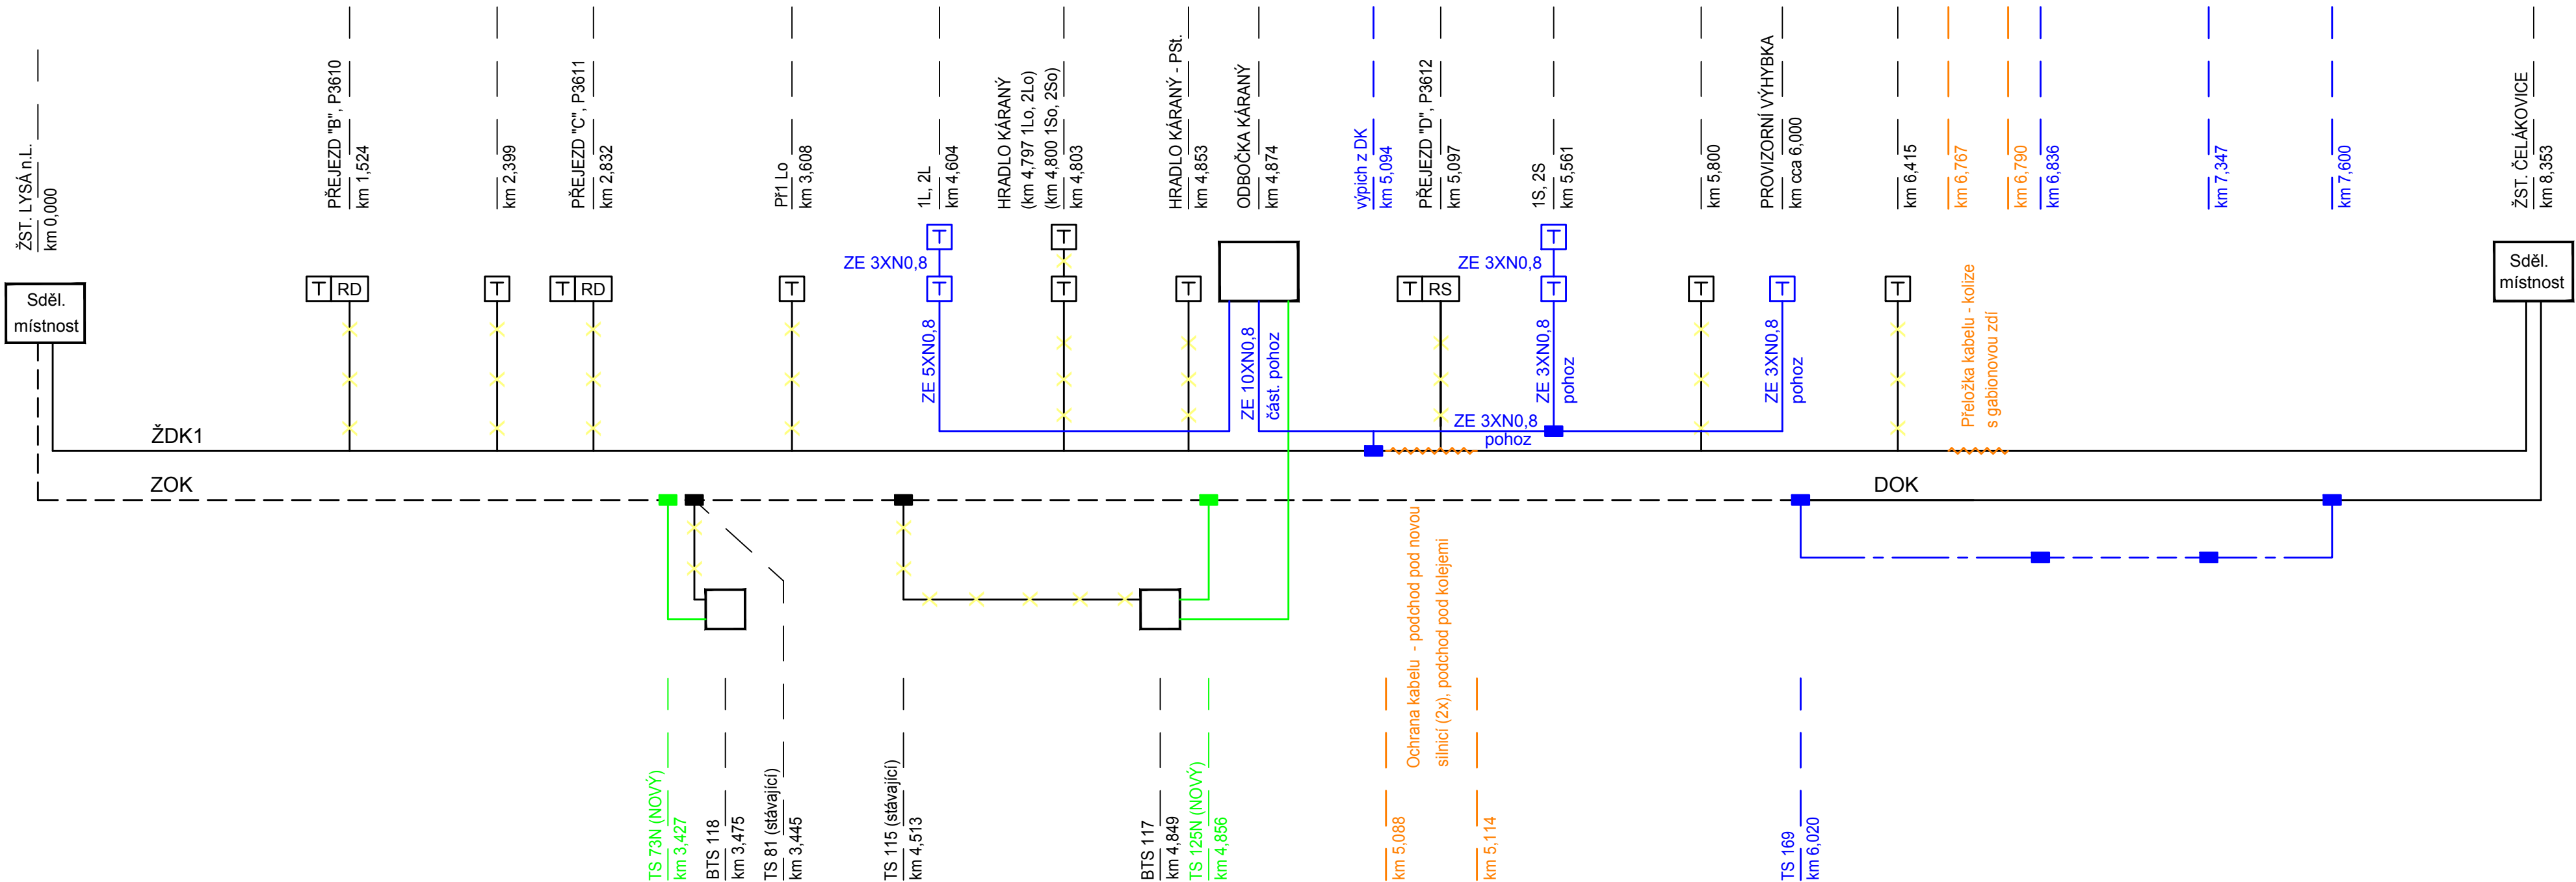 ŽST. LYSÁ n.L.
km 0,000
PŘEJEZD "B", P3610
km 1,524
km 2,399
PŘEJEZD "C", P3611
km 2,832
Př1 Lo
km 3,608
1L, 2L
km 4,604
HRADLO KÁRANÝ
(km 4,797 1Lo, 2Lo)
(km 4,800 1So, 2So)
km 4,803
HRADLO KÁRANÝ - PSt.
km 4,853
ODBOČKA KÁRANÝ
km 4,874
výpich z DK
km 5,094
PŘEJEZD "D", P3612
km 5,097
1S, 2S
km 5,561
km 5,800
PROVIZORNÍ VÝHYBKA
km cca 6,000
km 6,415
km 6,767
km 6,790
km 6,836
km 7,347
km 7,600
ŽST. ČELÁKOVICE
km 8,353
Sděl.
místnost
T RD
T
T RD
T
T
ZE 3XN0,8
T
T
T
T
T RS
T
ZE 3XN0,8
T
T
T
T
Sděl.
místnost
ZE 5XN0,8
ZE 10XN0,8
část. pohoz
ZE 3XN0,8
pohoz
ZE 3XN0,8
pohoz
ZE 3XN0,8
pohoz
Přeložka kabelu - kolize
s gabionovou zdí
ŽDK1
ZOK
DOK
Ochrana kabelu - podchod pod novou
silnicí (2x), podchod pod kolejemi
TS 73N (NOVÝ)
km 3,427
BTS 118
km 3,475
TS 81 (stávající)
km 3,445
TS 115 (stávající)
km 4,513
BTS 117
km 4,849
TS 125N (NOVÝ)
km 4,856
km 5,088
km 5,114
TS 169
km 6,020